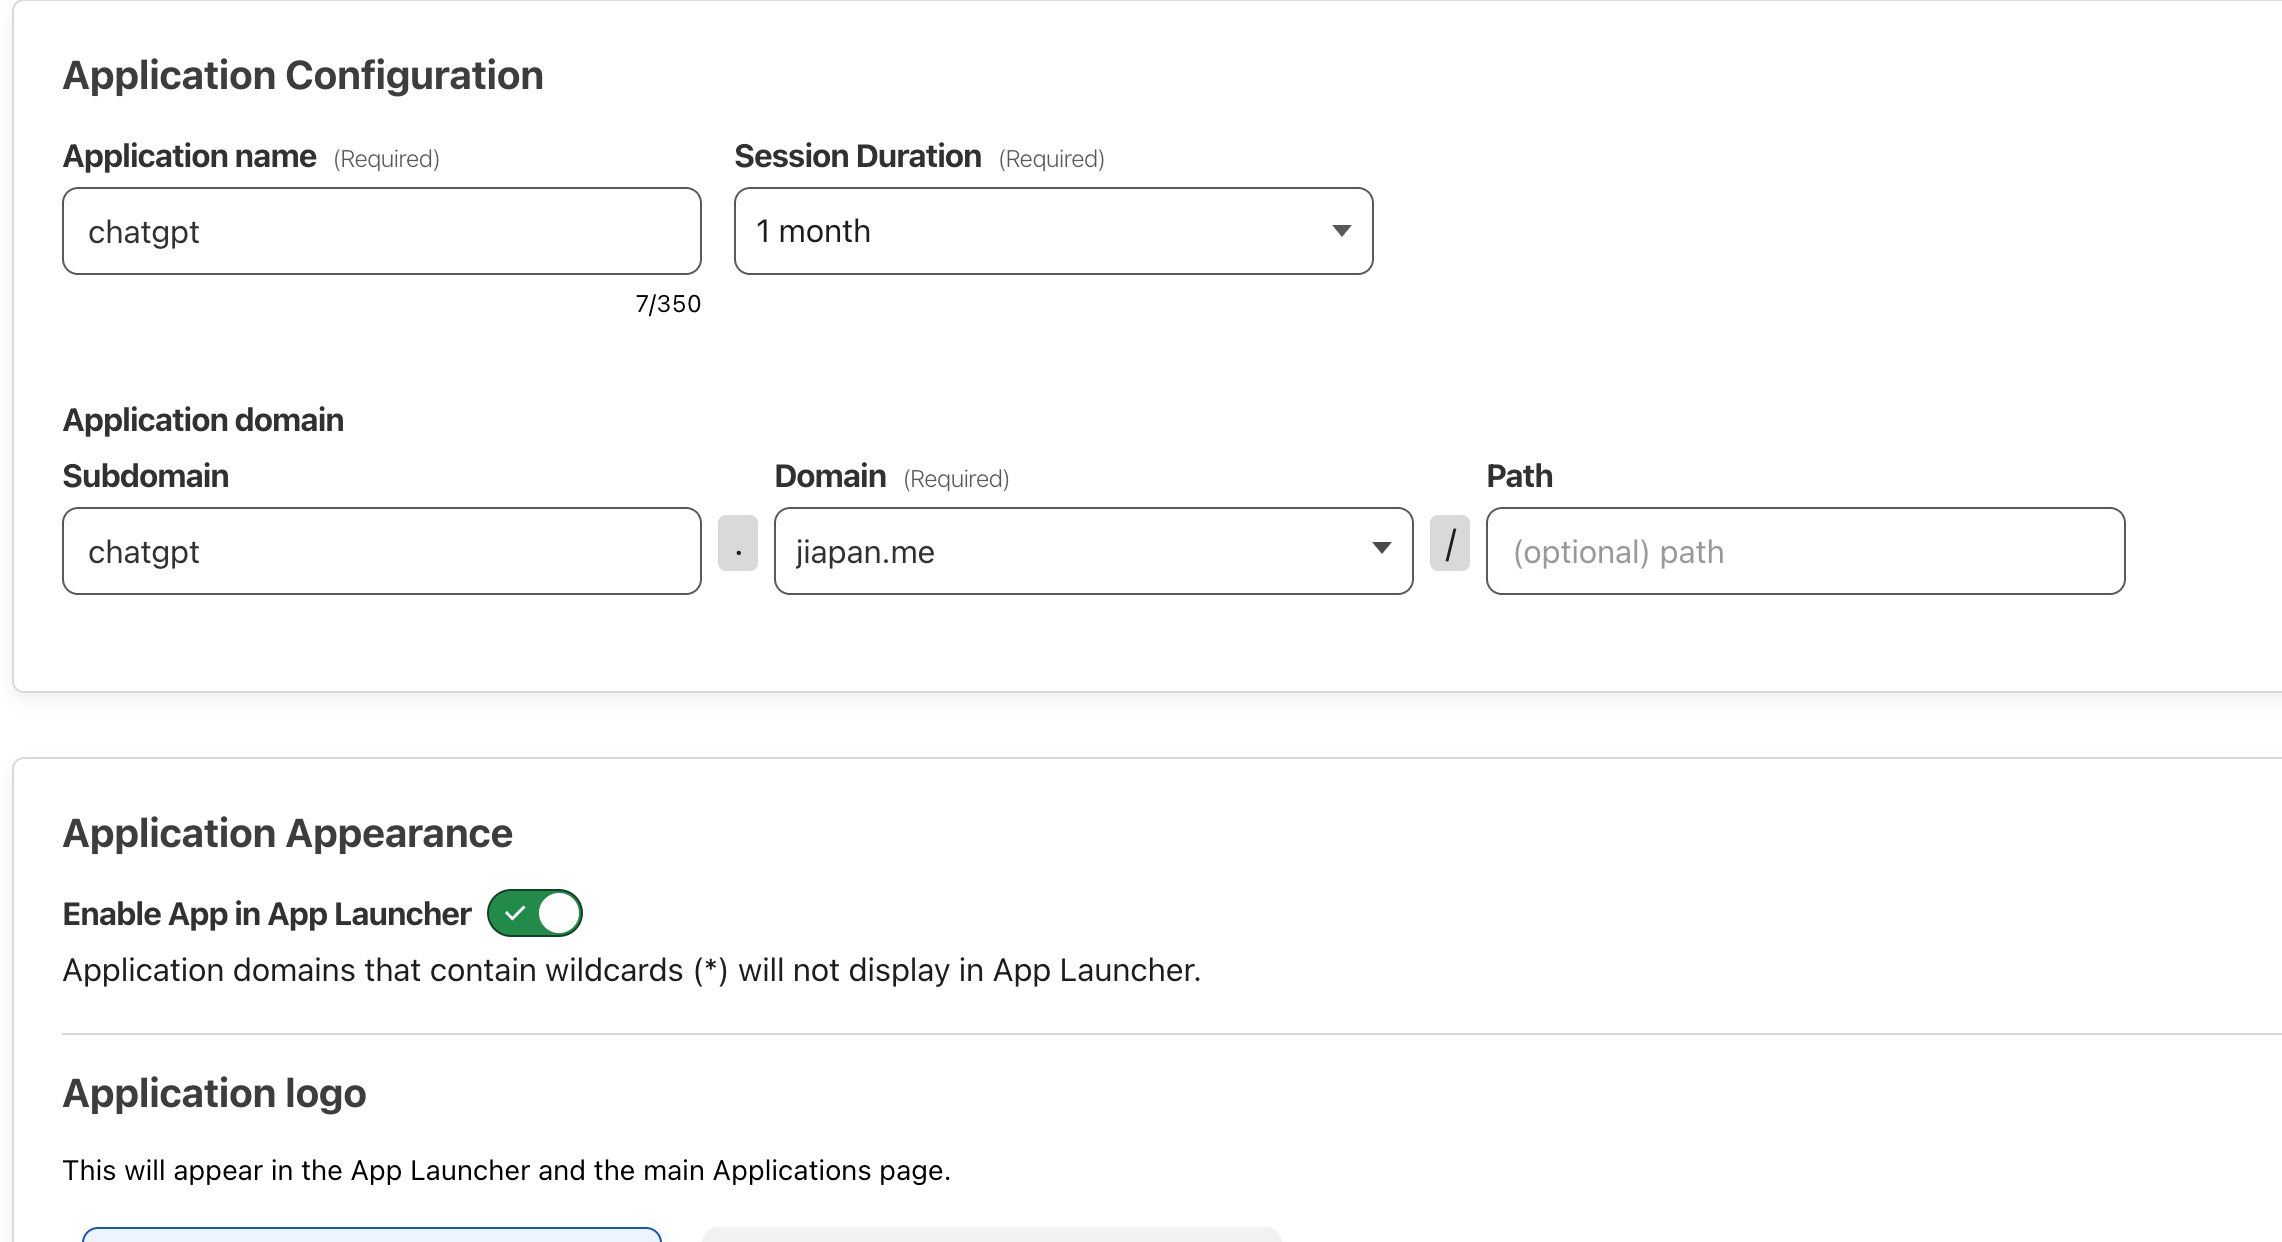 Application Configuration
Application name (Required)
Session Duration (Required)
chatgpt
1 month
7/350
Application domain
Subdomain
Domain (Required)
Path
chatgpt
.
jiapan.me
/
(optional) path
Application Appearance
Enable App in App Launcher
Application domains that contain wildcards (*) will not display in App Launcher.
Application logo
This will appear in the App Launcher and the main Applications page.